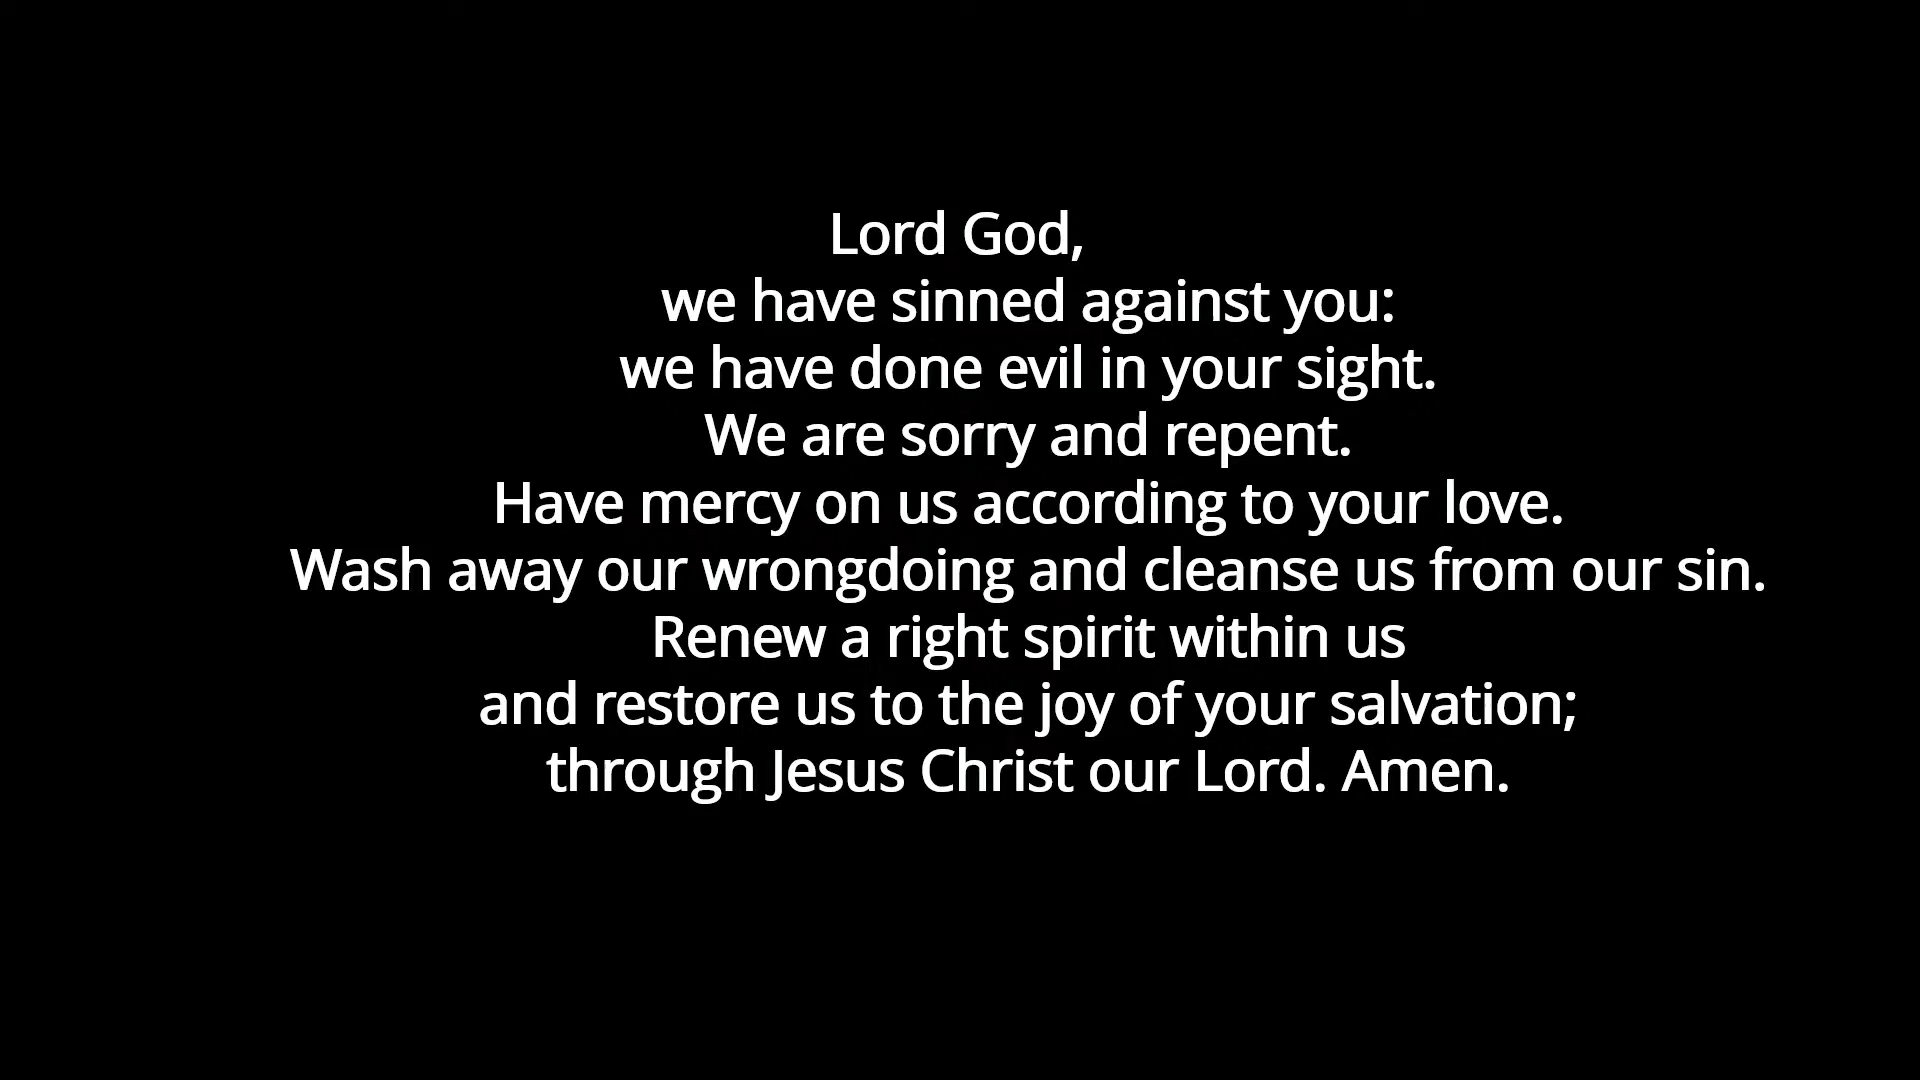 Lord God,
we have sinned against you:
we have done evil in your sight.
We are sorry and repent.
Have mercy on us according to your love.
Wash away our wrongdoing and cleanse us from our sin.
Renew a right spirit within us
and restore us to the joy of your salvation;
through Jesus Christ our Lord. Amen.